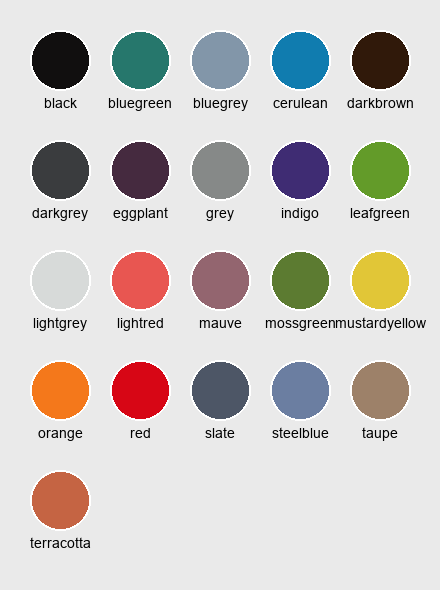 black bluegreen bluegrey cerulean darkbrown
darkgrey eggplant grey indigo leafgreen
lightgrey lightred mauve mossgreen mustardyellow
orange red slate steelblue taupe
terracotta